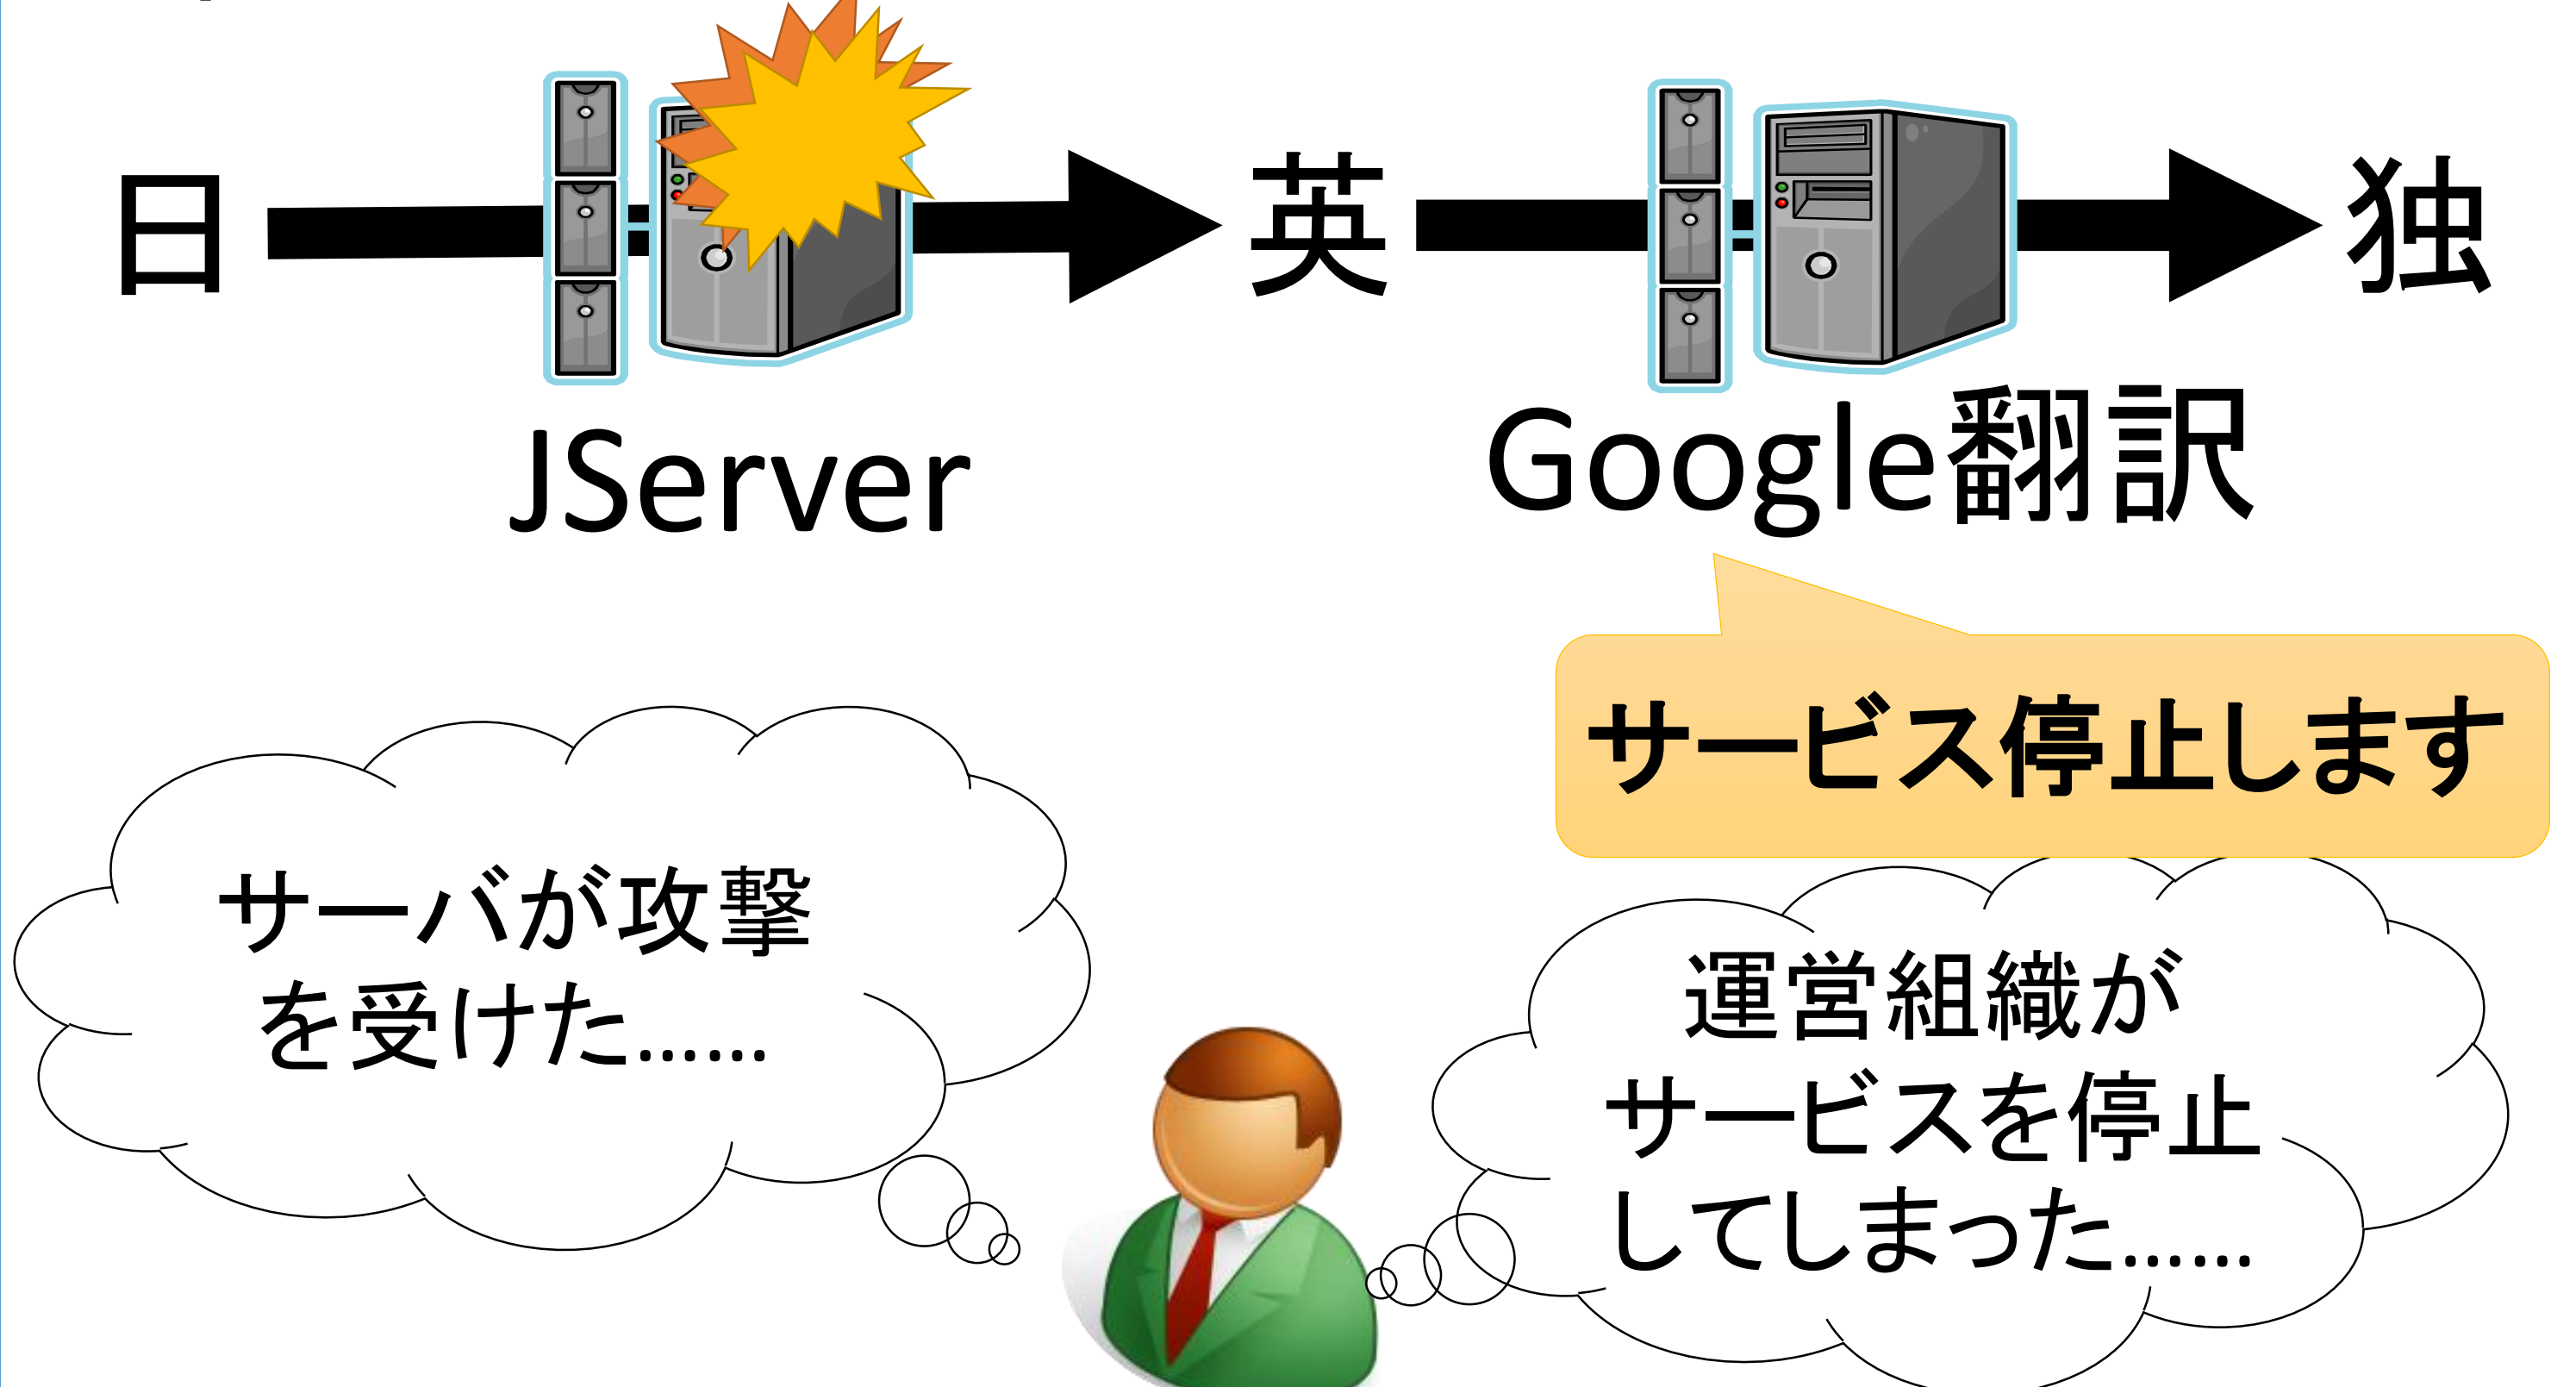 日
英
独
JServer
Google翻訳
サービス停止します
サーバが攻撃
を受けた……
運営組織が
サービスを停止
してしまった……